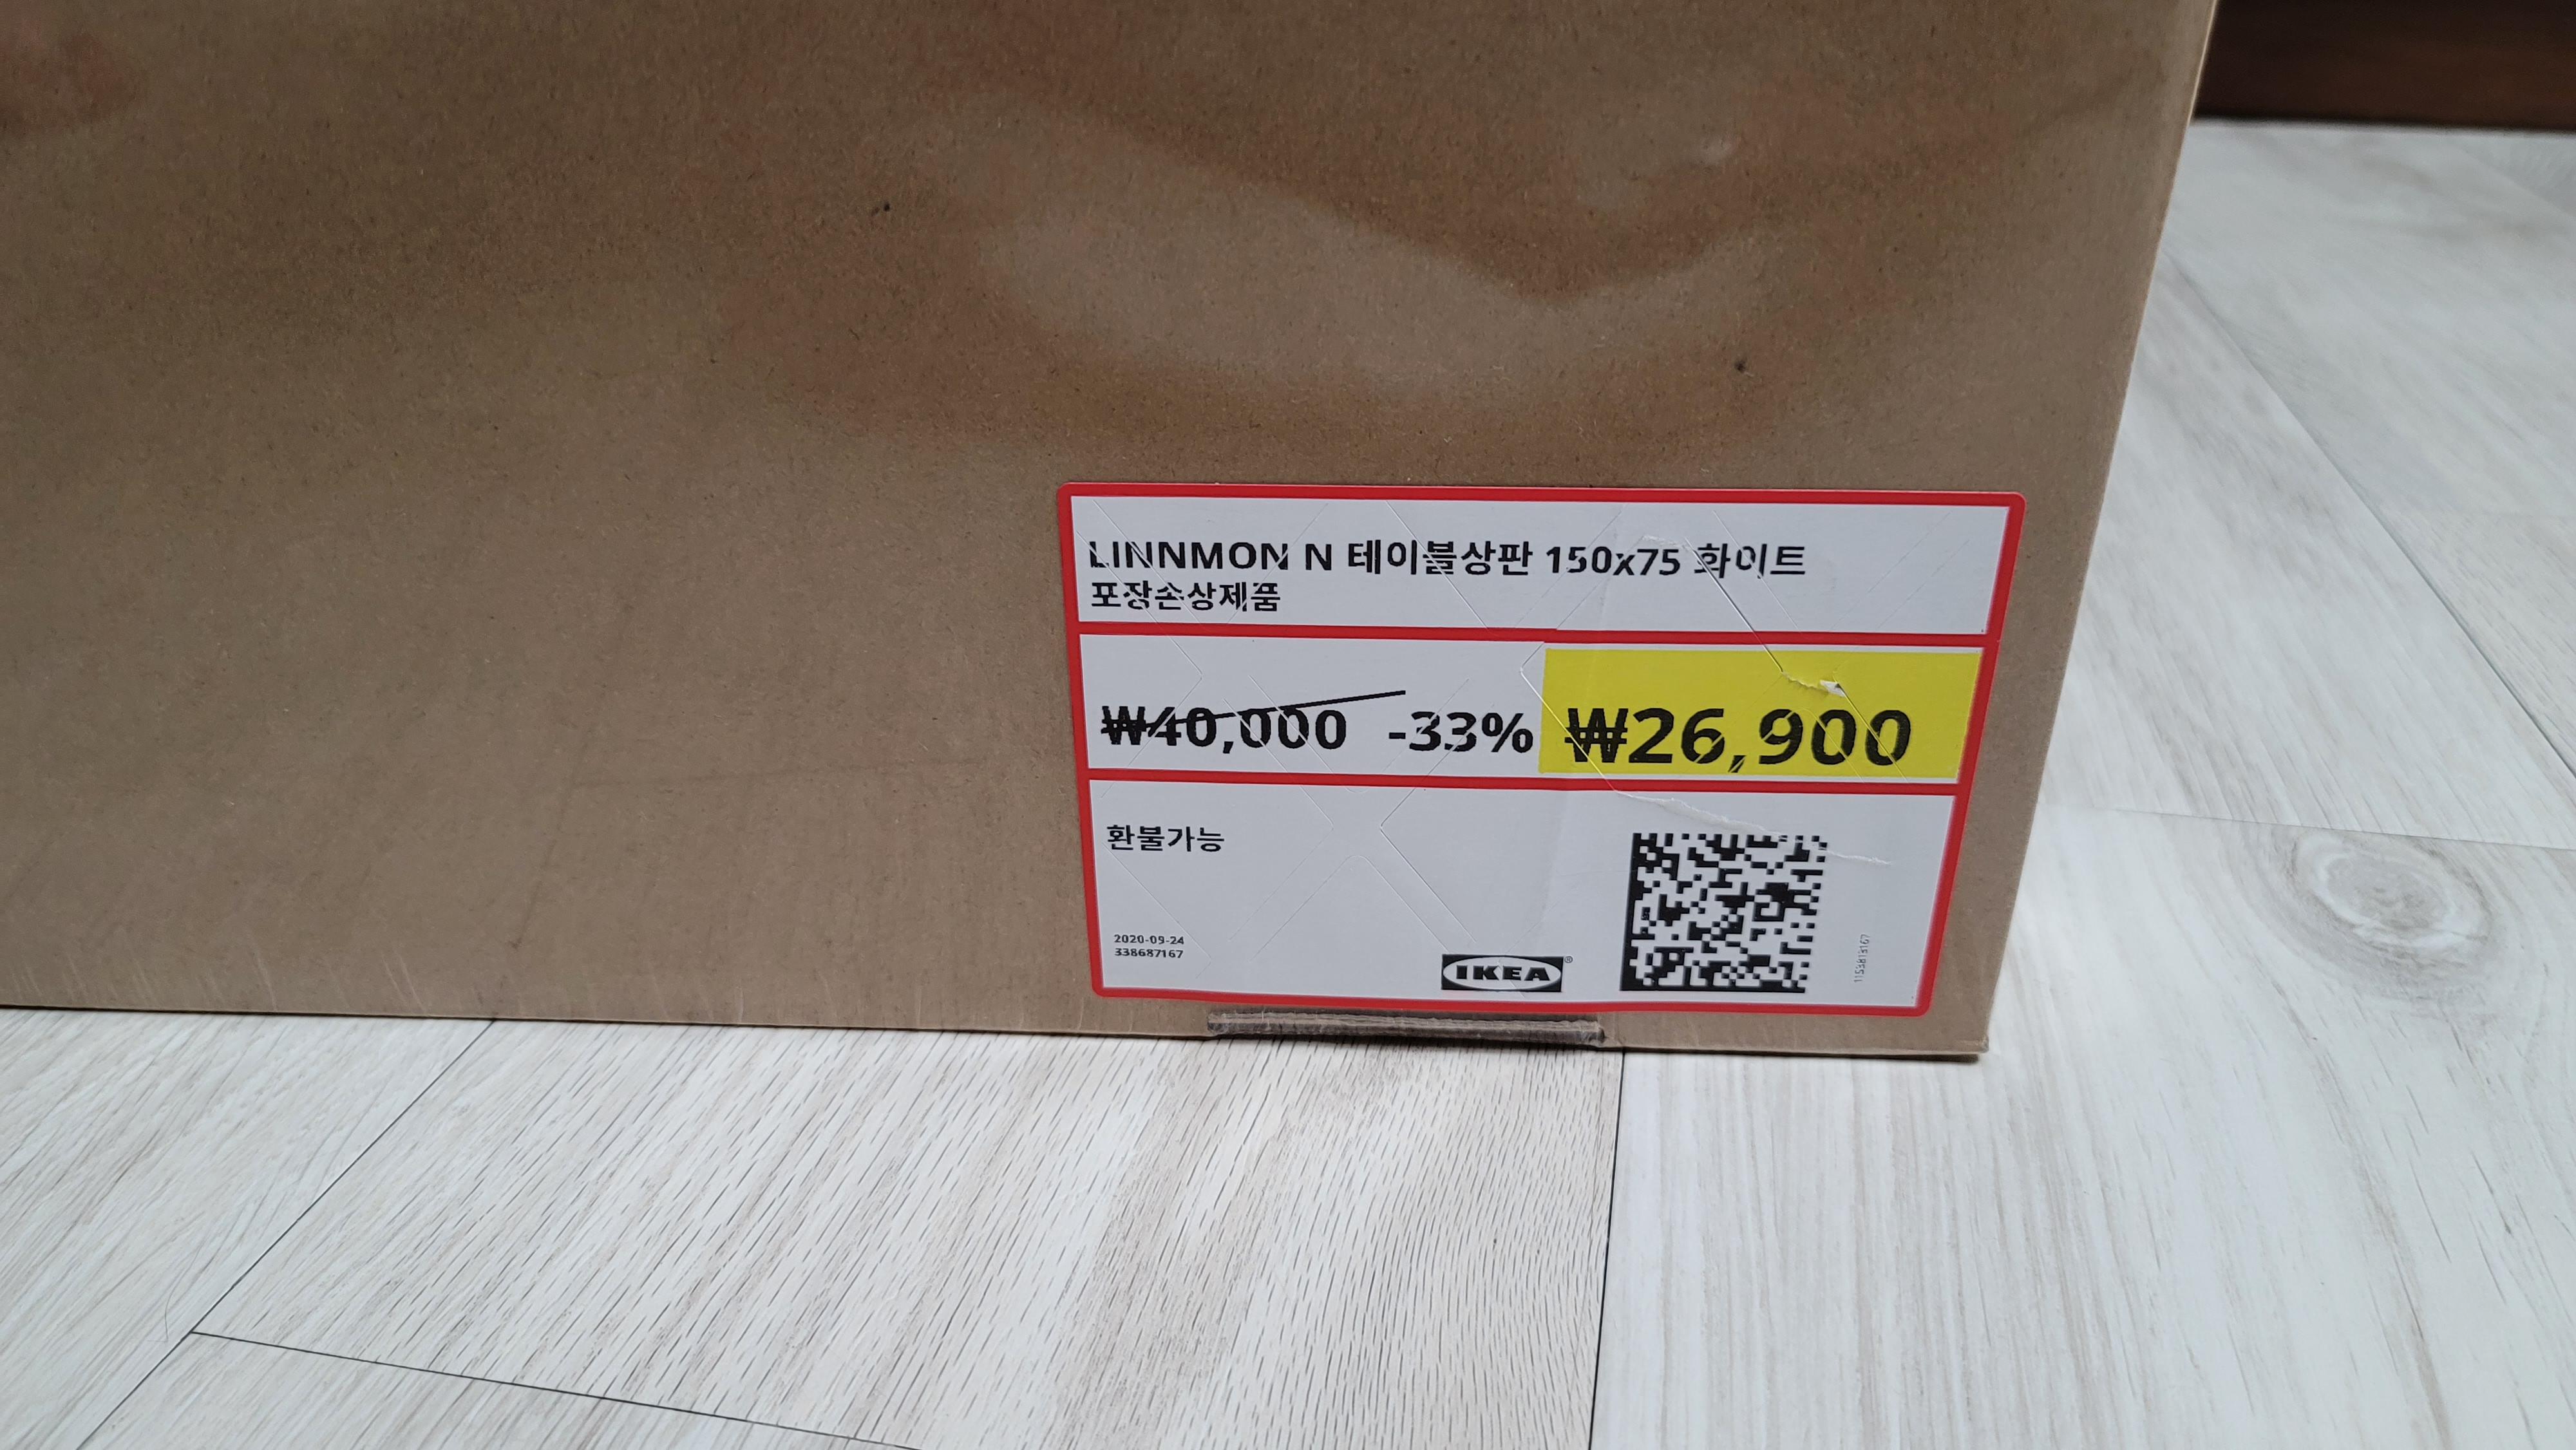 LINNMON N 테이블상판 150x75 화이트
포장손상제품
₩40,000 -33% ₩26,900
환불가능
2020-09-24
338687167
IKEA®